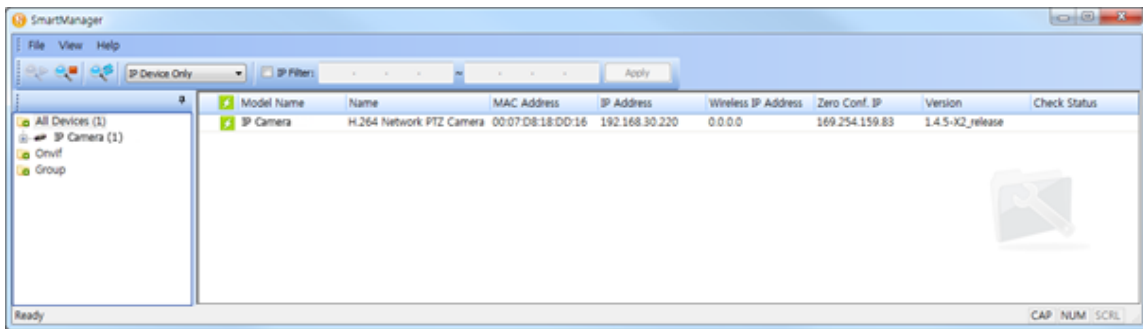 SmartManager
File View Help
IP Device Only IP Filter: . . . ~ . . . Apply
Model Name Name MAC Address IP Address Wireless IP Address Zero Conf. IP Version Check Status
All Devices (1) IP Camera H.264 Network PTZ Camera 00:07:D8:18:DD:16 192.168.30.220 0.0.0.0 169.254.159.83 1.4.5-X2_release
IP Camera (1)
Onvif
Group
Ready CAP NUM SCRL